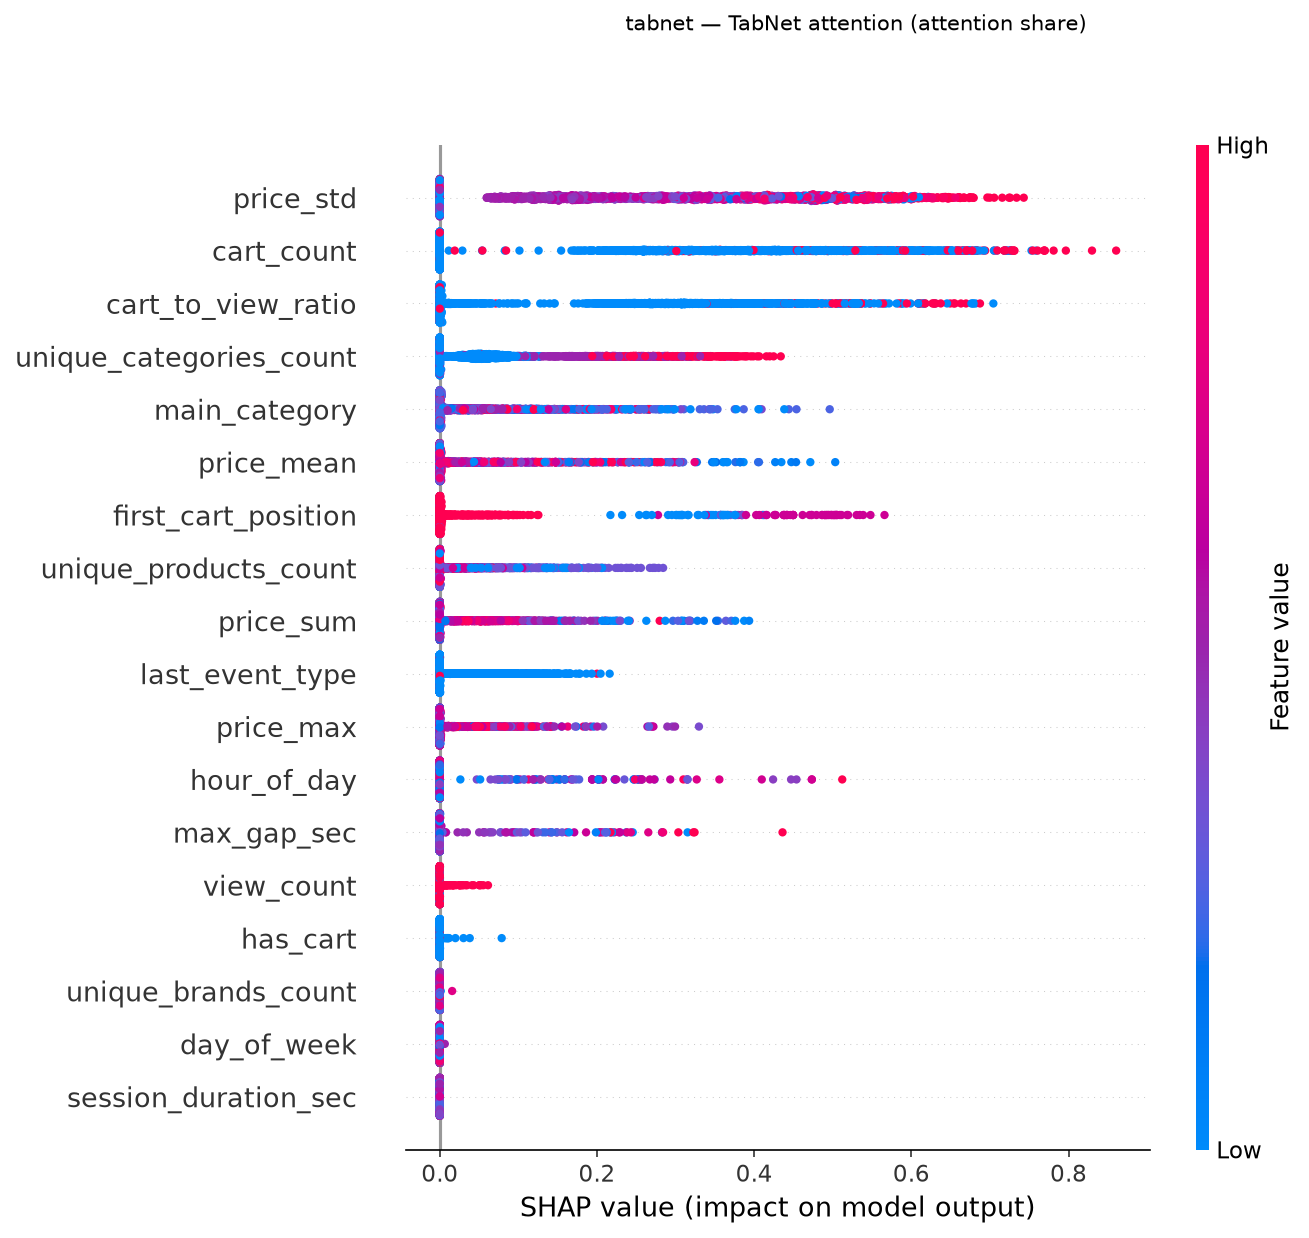 tabnet — TabNet attention (attention share)
High
price_std
cart_count
cart_to_view_ratio
unique_categories_count
main_category
price_mean
first_cart_position
unique_products_count
price_sum
last_event_type
price_max
hour_of_day
max_gap_sec
view_count
has_cart
unique_brands_count
day_of_week
session_duration_sec
Feature value
Low
0.0 0.2 0.4 0.6 0.8
SHAP value (impact on model output)